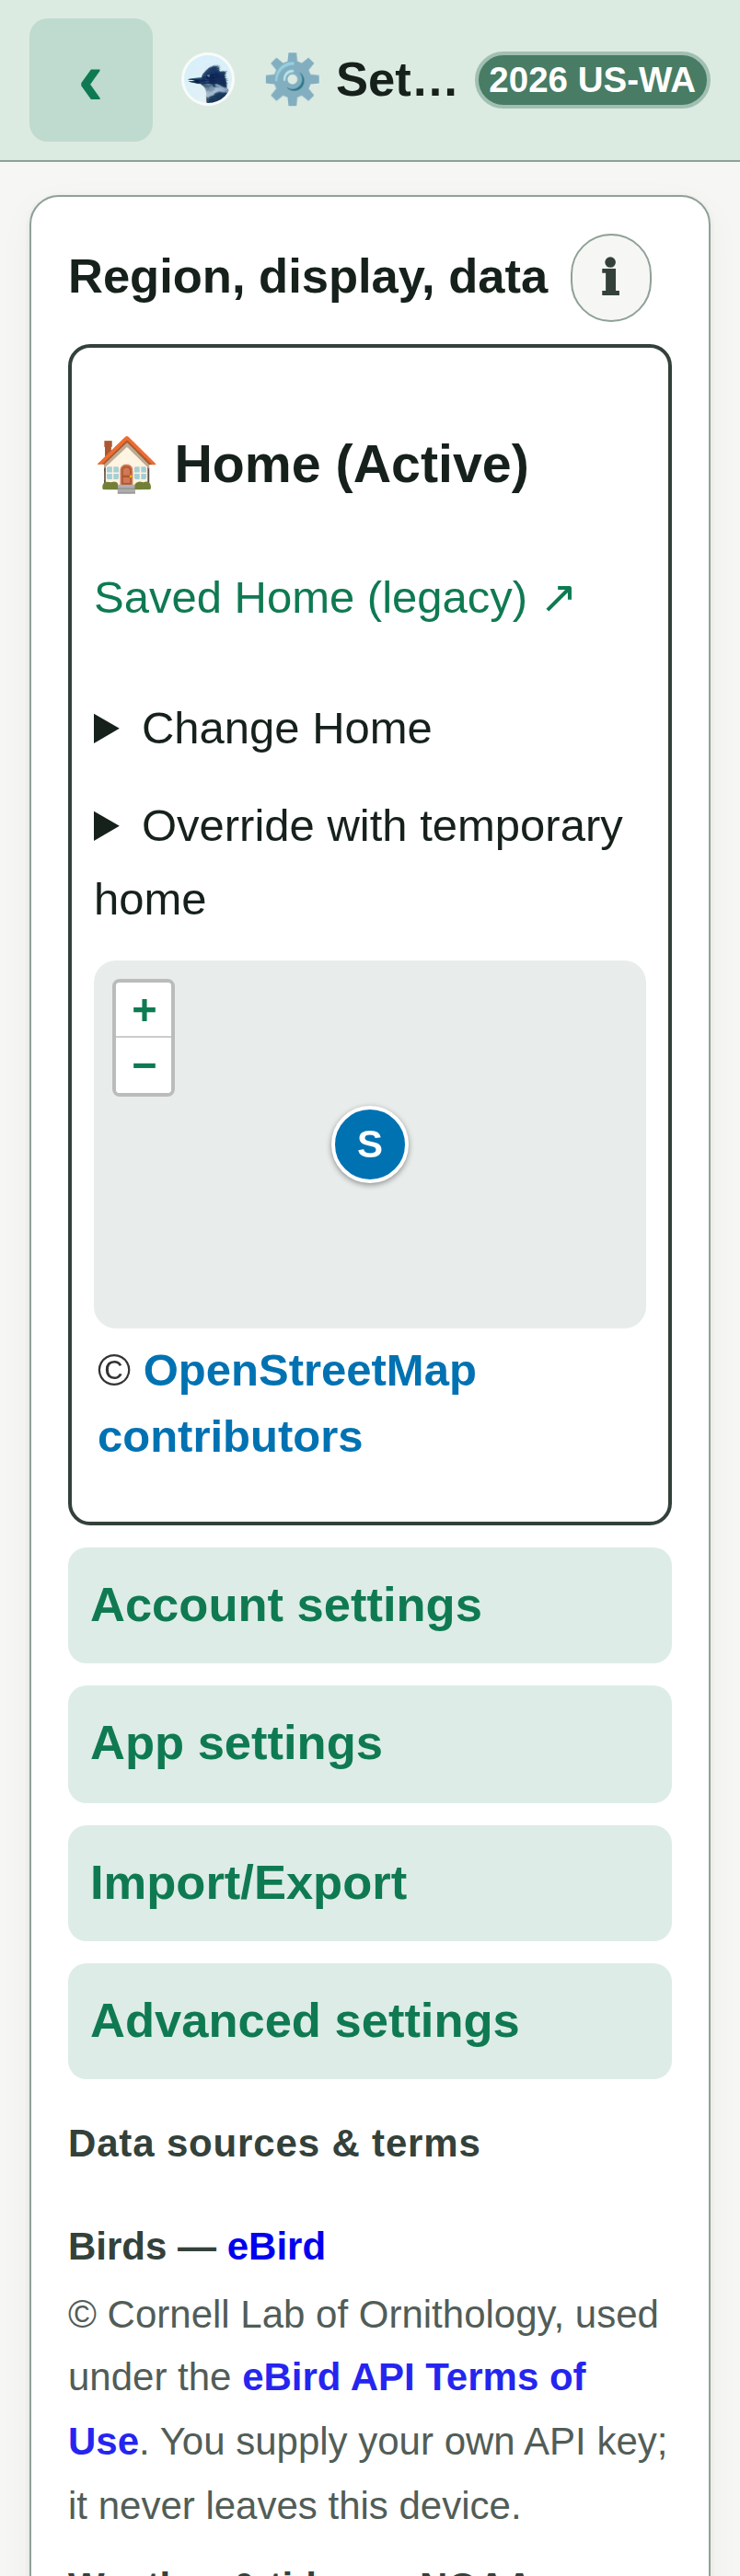 ‹ ⚙️ Set… 2026 US-WA
Region, display, data ℹ
🏠 Home (Active)
Saved Home (legacy) ↗
▶ Change Home
▶ Override with temporary
home
+
−
S
© OpenStreetMap
contributors
Account settings
App settings
Import/Export
Advanced settings
Data sources & terms
Birds — eBird
© Cornell Lab of Ornithology, used
under the eBird API Terms of
Use. You supply your own API key;
it never leaves this device.